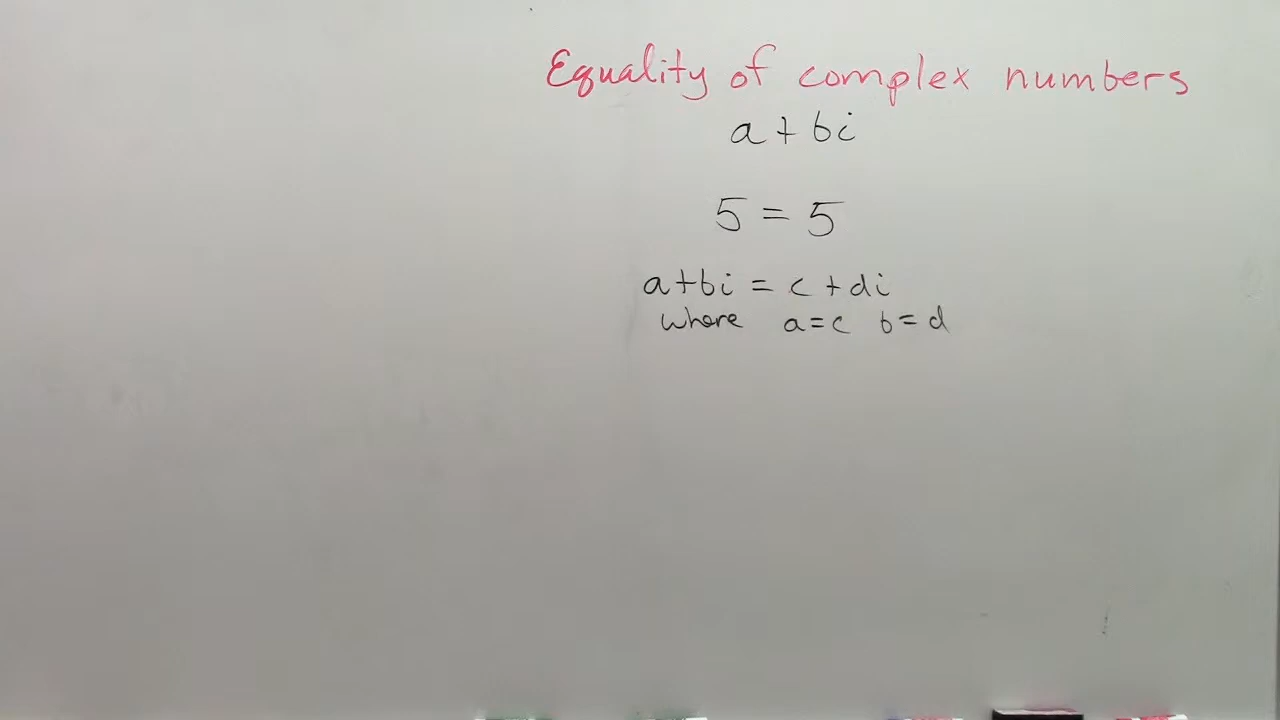 Equality of complex numbers
a + bi
5 = 5
a+bi = c +di
where a=c b=d